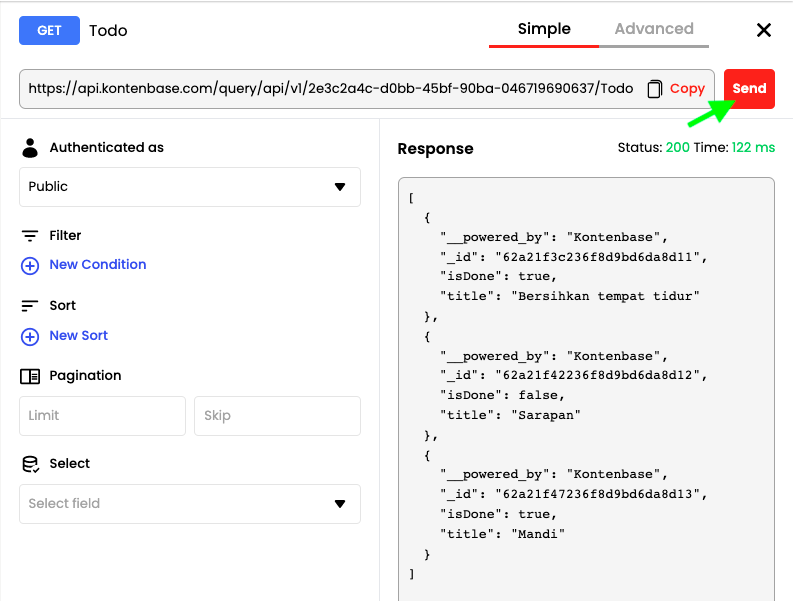 GET Todo Simple Advanced
https://api.kontenbase.com/query/api/v1/2e3c2a4c-d0bb-45bf-90ba-046719690637/Todo Copy Send
Authenticated as
Public
Filter
New Condition
Sort
New Sort
Pagination
Limit Skip
Select
Select field
Response Status: 200 Time: 122 ms
[
{
"__powered_by": "Kontenbase",
"_id": "62a21f3c236f8d9bd6da8d11",
"isDone": true,
"title": "Bersihkan tempat tidur"
},
{
"__powered_by": "Kontenbase",
"_id": "62a21f42236f8d9bd6da8d12",
"isDone": false,
"title": "Sarapan"
},
{
"__powered_by": "Kontenbase",
"_id": "62a21f47236f8d9bd6da8d13",
"isDone": true,
"title": "Mandi"
}
]